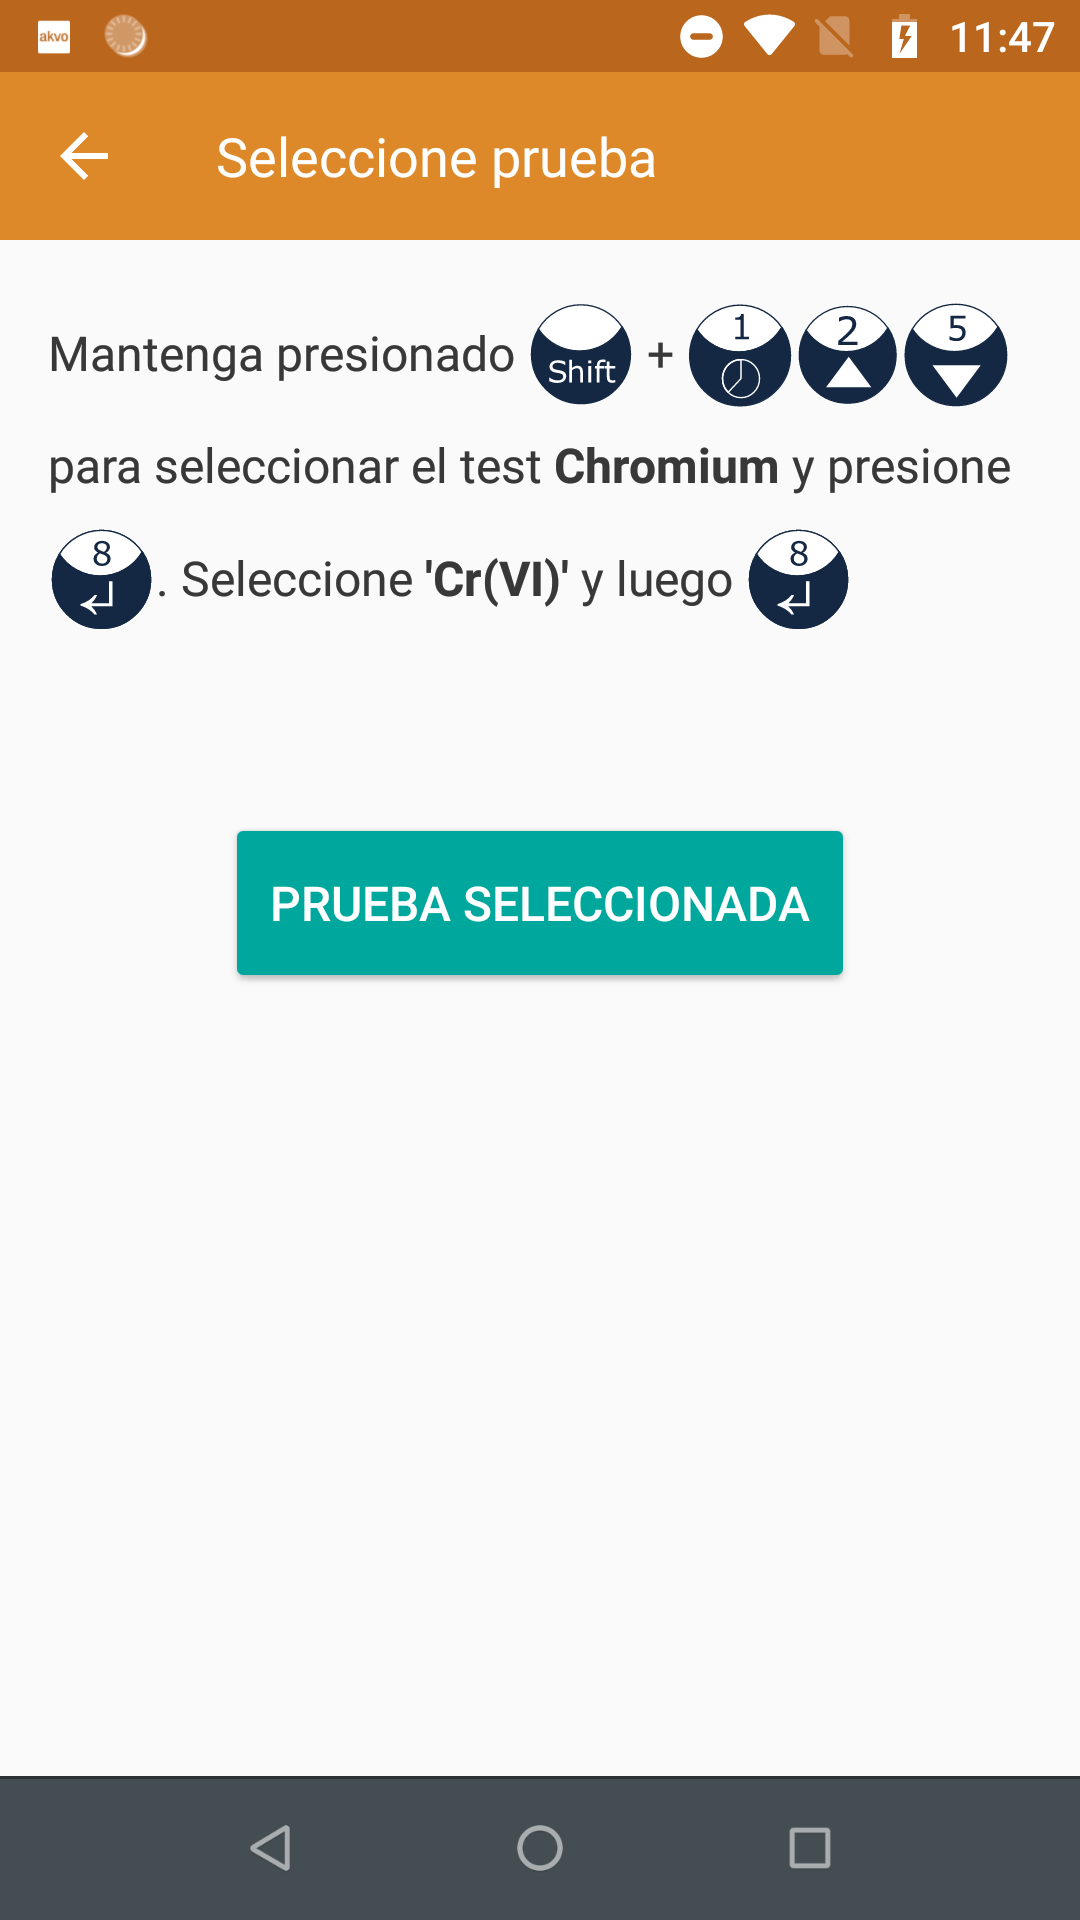 akvo 11:47
Seleccione prueba
Mantenga presionado Shift + 1 2 5
para seleccionar el test Chromium y presione
8 . Seleccione 'Cr(VI)' y luego 8
PRUEBA SELECCIONADA